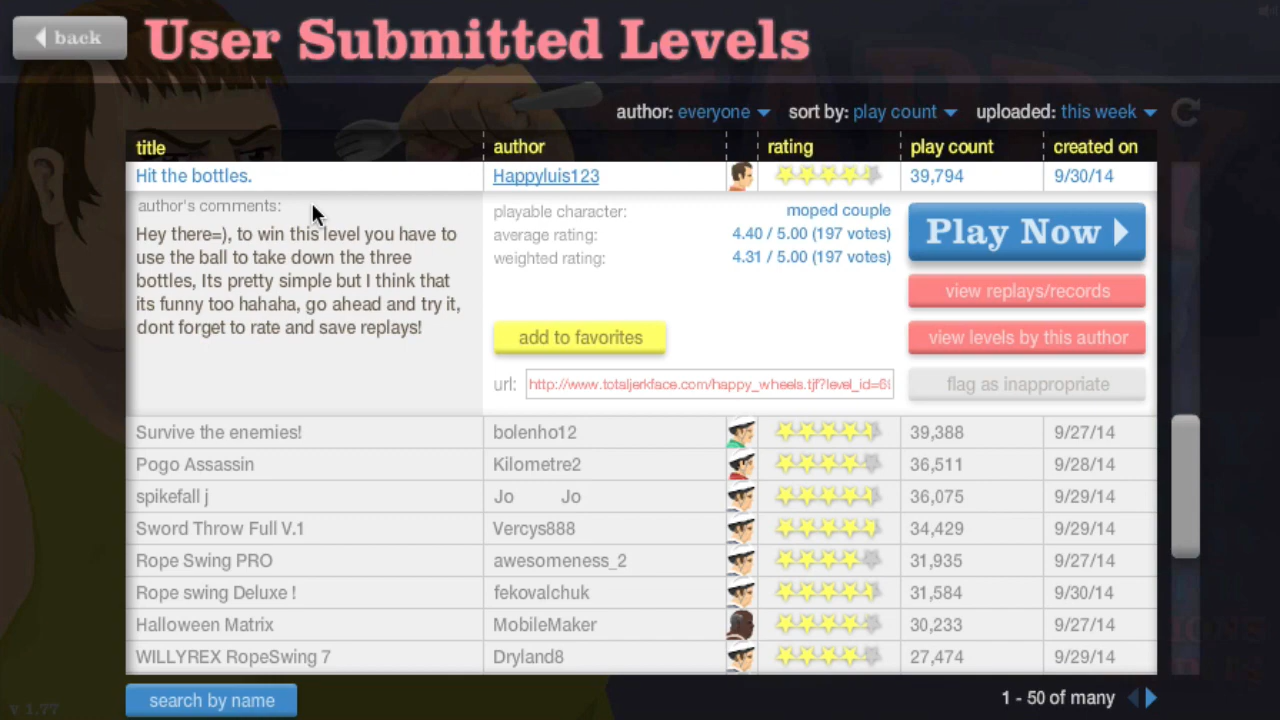 back
User Submitted Levels
author: everyone sort by: play count uploaded: this week
title author rating play count created on
Hit the bottles. Happyluis123 39,794 9/30/14
author's comments:
Hey there=), to win this level you have to
use the ball to take down the three
bottles, Its pretty simple but I think that
its funny too hahaha, go ahead and try it,
dont forget to rate and save replays!
playable character: moped couple
average rating: 4.40 / 5.00 (197 votes)
weighted rating: 4.31 / 5.00 (197 votes)
add to favorites
url: http://www.totaljerkface.com/happy_wheels.tjf?level_id=6
Play Now
view replays/records
view levels by this author
flag as inappropriate
Survive the enemies! bolenho12 39,388 9/27/14
Pogo Assassin Kilometre2 36,511 9/28/14
spikefall j Jo Jo 36,075 9/29/14
Sword Throw Full V.1 Vercys888 34,429 9/29/14
Rope Swing PRO awesomeness_2 31,935 9/27/14
Rope swing Deluxe ! fekovalchuk 31,584 9/30/14
Halloween Matrix MobileMaker 30,233 9/27/14
WILLYREX RopeSwing 7 Dryland8 27,474 9/29/14
search by name
1 - 50 of many
v 1.77